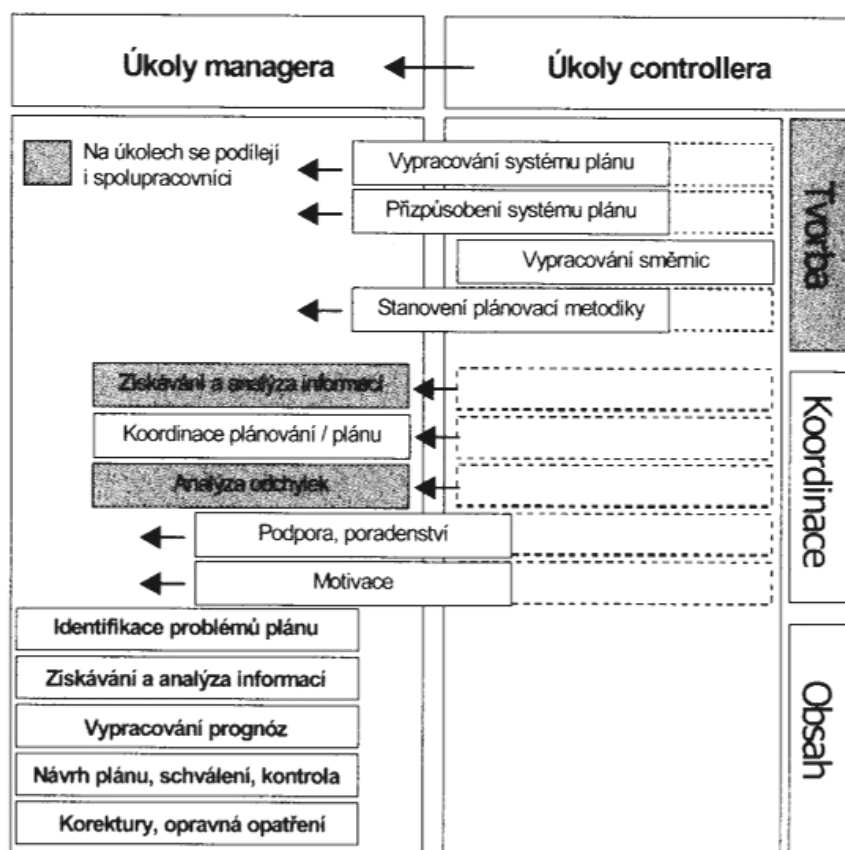 Úkoly managera
Úkoly controllera
Na úkolech se podílejí
i spolupracovníci
Vypracování systému plánu
Přizpůsobení systému plánu
Vypracování směrnic
Stanovení plánovací metodiky
Tvorba
Získávání a analýza informací
Koordinace plánování / plánu
Analýza odchylek
Podpora, poradenství
Motivace
Koordinace
Identifikace problémů plánu
Získávání a analýza informací
Vypracování prognóz
Návrh plánu, schválení, kontrola
Korektury, opravná opatření
Obsah